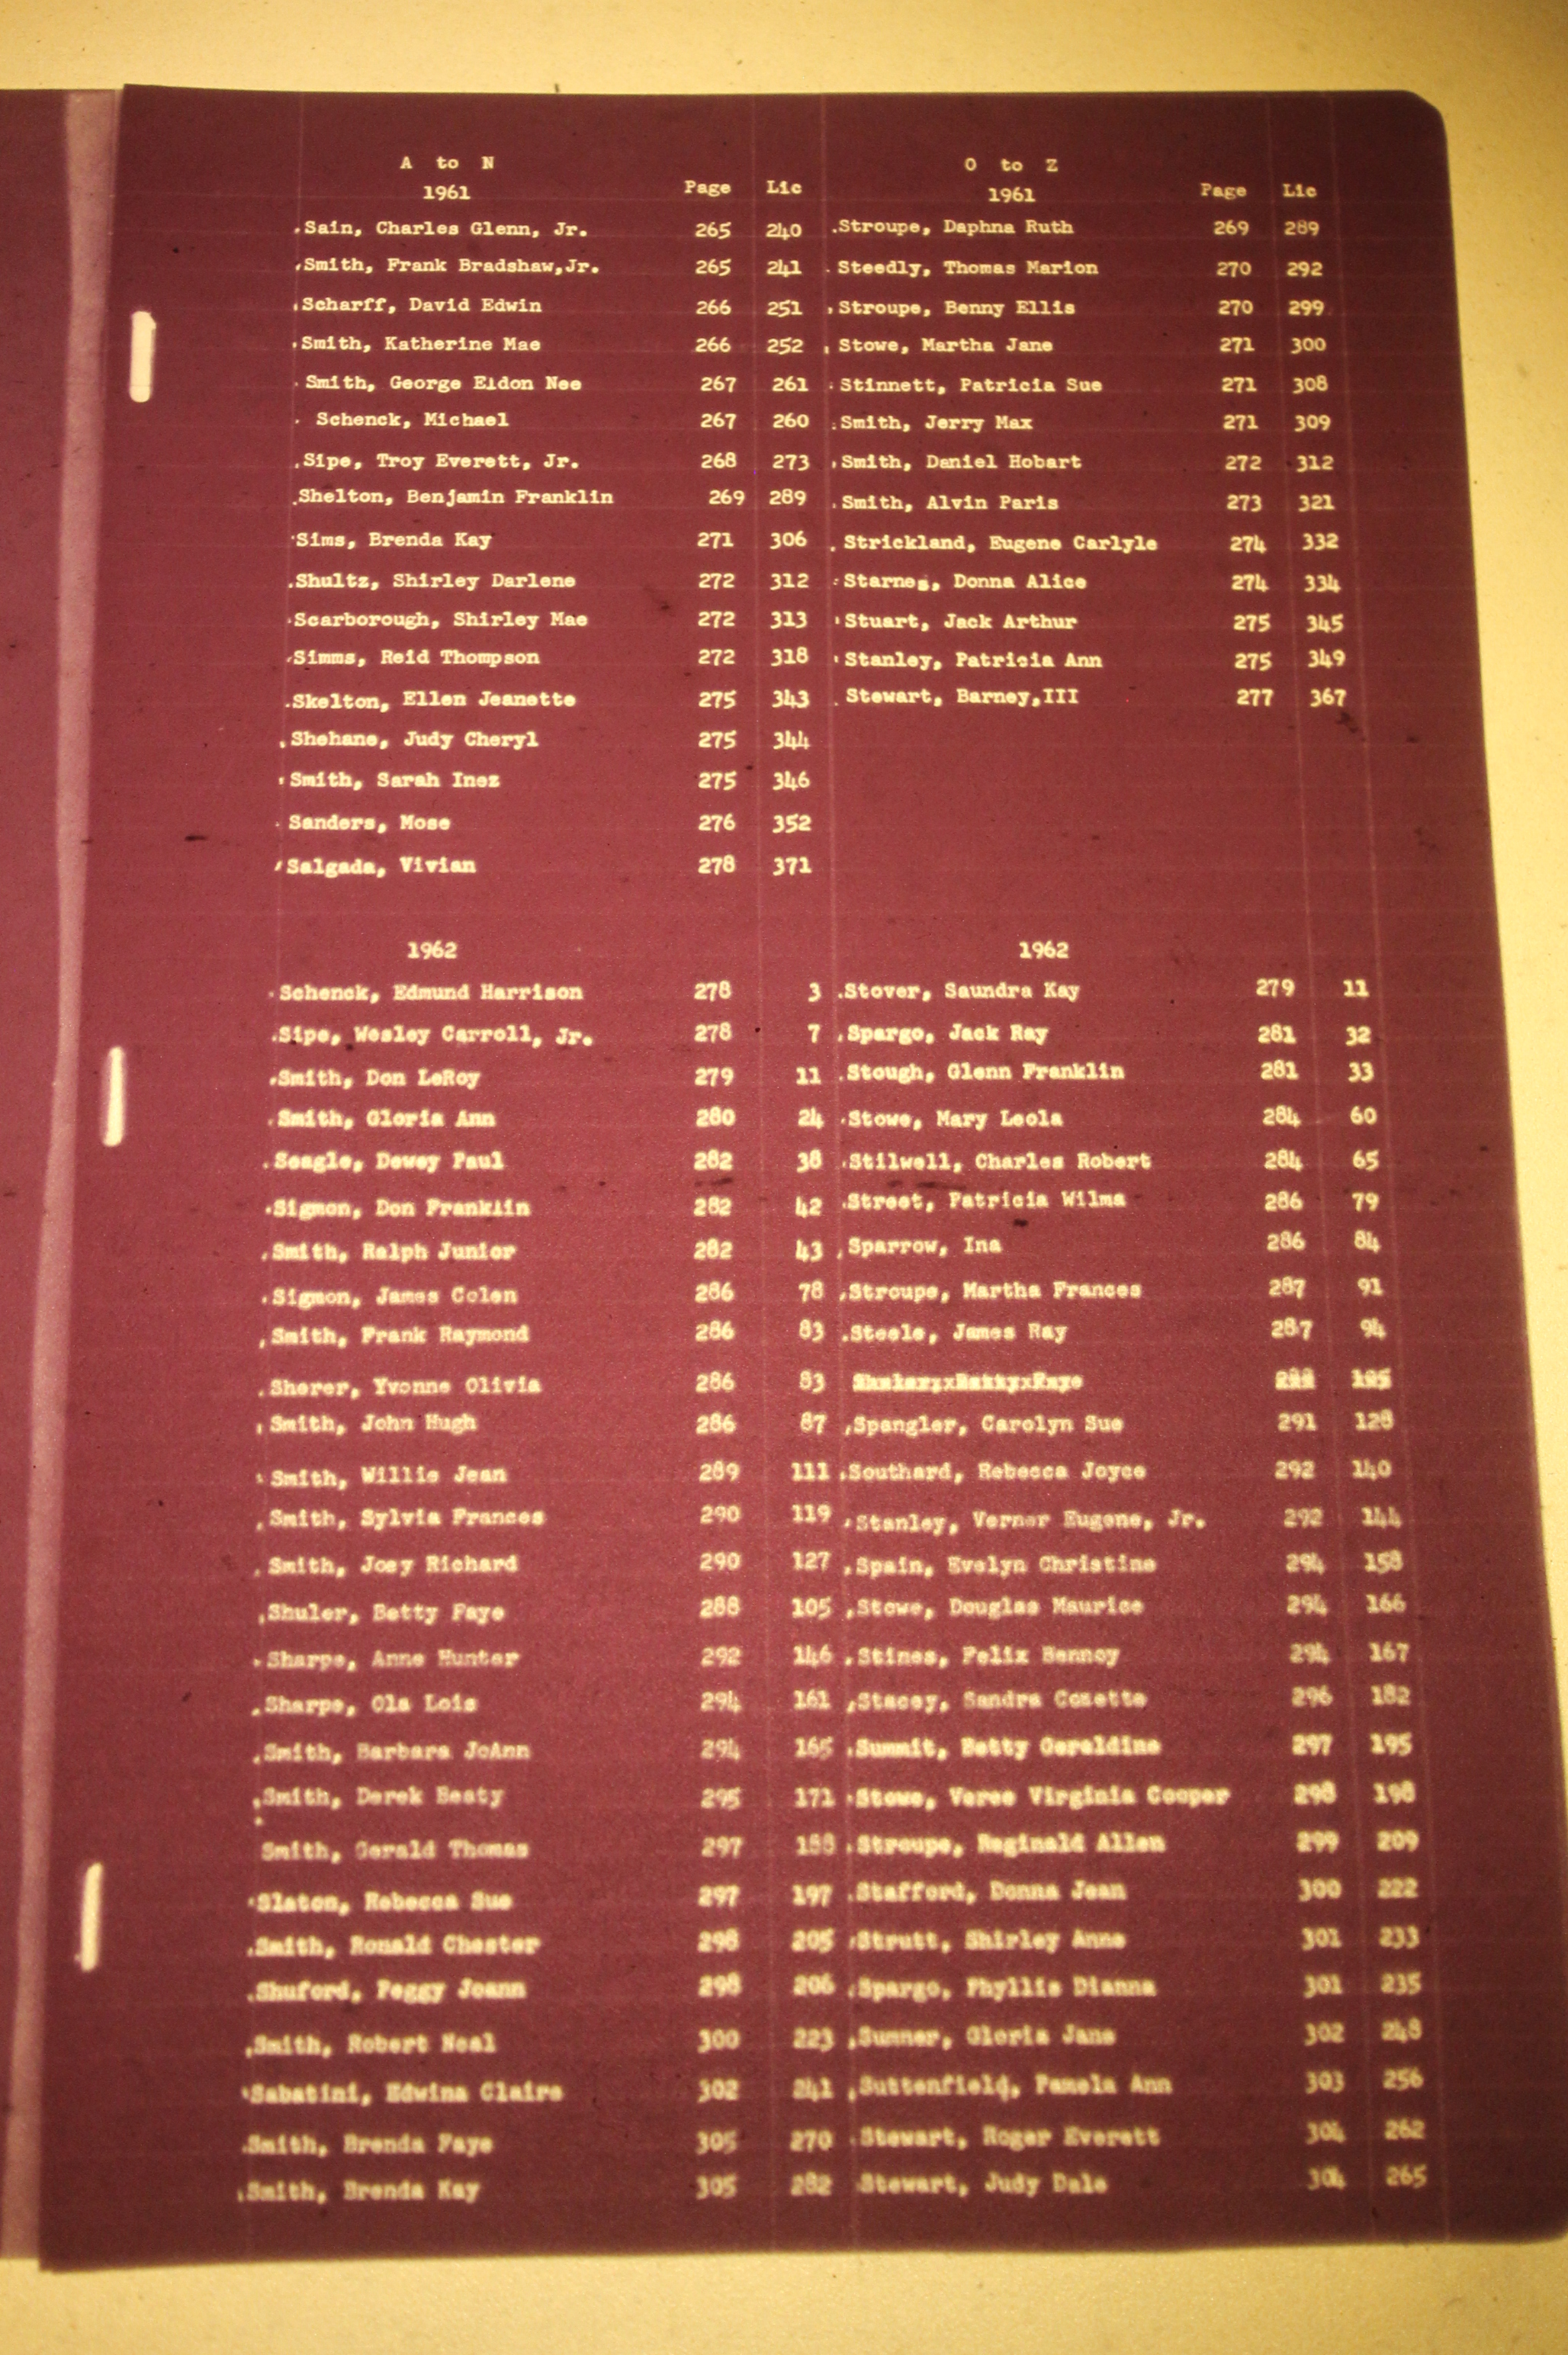 A to N
1961 Page Lic
Sain, Charles Glenn, Jr. 265 240
Smith, Frank Bradshaw,Jr. 265 241
Scharff, David Edwin 266 251
Smith, Katherine Mae 266 252
Smith, George Eldon Nee 267 261
Schenck, Michael 267 260
Sipe, Troy Everett, Jr. 268 273
Shelton, Benjamin Franklin 269 289
Sims, Brenda Kay 271 306
Shultz, Shirley Darlene 272 312
Scarborough, Shirley Mae 272 313
Simms, Reid Thompson 272 318
Skelton, Ellen Jeanette 275 343
Shehane, Judy Cheryl 275 344
Smith, Sarah Inez 275 346
Sanders, Mose 276 352
Salgada, Vivian 278 371
1962
Schenck, Edmund Harrison 278 3
Sipe, Wesley Carroll, Jr. 278 7
Smith, Don LeRoy 279 11
Smith, Gloria Ann 280 24
Seagle, Dewey Paul 282 38
Sigmon, Don Franklin 282 42
Smith, Ralph Junior 282 43
Sigmon, James Colen 286 78
Smith, Frank Raymond 286 83
Sherer, Yvonne Olivia 286 83
Smith, John Hugh 286 87
Smith, Willie Jean 289 111
Smith, Sylvia Frances 290 119
Smith, Joey Richard 290 127
Shuler, Betty Faye 288 105
Sharpe, Anne Hunter 292 146
Sharpe, Ola Lois 294 161
Smith, Barbara JoAnn 294 165
Smith, Derek Beaty 295 171
Smith, Gerald Thomas 297 188
Slaton, Rebecca Sue 297 197
Smith, Ronald Chester 298 205
Shuford, Peggy Joann 298 206
Smith, Robert Neal 300 223
Sabatini, Edwina Claire 302 241
Smith, Brenda Faye 305 270
Smith, Brenda Kay 305 282
O to Z
1961 Page Lic
Stroupe, Daphna Ruth 269 289
Steedly, Thomas Marion 270 292
Stroupe, Benny Ellis 270 299
Stowe, Martha Jane 271 300
Stinnett, Patricia Sue 271 308
Smith, Jerry Max 271 309
Smith, Daniel Hobart 272 312
Smith, Alvin Paris 273 321
Strickland, Eugene Carlyle 274 332
Starnes, Donna Alice 274 334
Stuart, Jack Arthur 275 345
Stanley, Patricia Ann 275 349
Stewart, Barney,III 277 367
1962
Stover, Saundra Kay 279 11
Spargo, Jack Ray 281 32
Stough, Glenn Franklin 281 33
Stowe, Mary Leola 284 60
Stilwell, Charles Robert 284 65
Street, Patricia Wilma 286 79
Sparrow, Ina 286 84
Stroupe, Martha Frances 287 91
Steele, James Ray 287 94
Spangler, Carolyn Sue 291 128
Southard, Rebecca Joyce 292 140
Stanley, Verner Eugene, Jr. 292 144
Spain, Evelyn Christine 294 158
Stowe, Douglas Maurice 294 166
Stines, Felix Bennoy 294 167
Stacey, Sandra Cozette 296 182
Summit, Betty Geraldine 297 195
Stowe, Veree Virginia Cooper 298 198
Stroupe, Reginald Allen 299 209
Stafford, Donna Jean 300 222
Strutt, Shirley Anne 301 233
Spargo, Phyllis Dianna 301 235
Sumner, Gloria Jane 302 248
Suttenfield, Pamela Ann 303 256
Stewart, Roger Everett 304 262
Stewart, Judy Dale 304 265